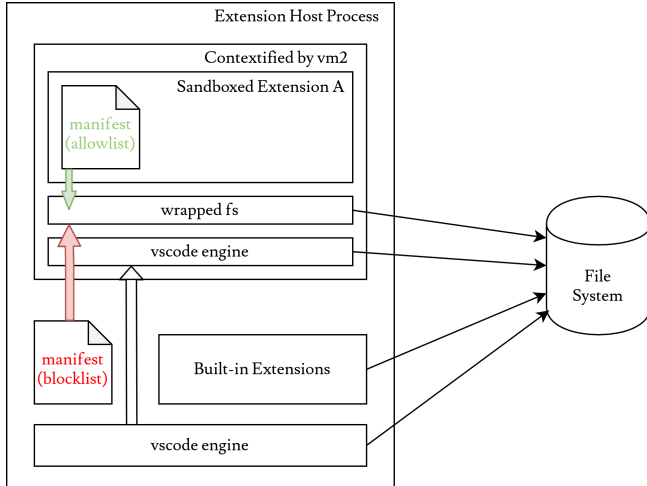 Extension Host Process
Contextified by vm2
Sandboxed Extension A
manifest
(allowlist)
wrapped fs
vscode engine
File
System
manifest
(blocklist)
Built-in Extensions
vscode engine